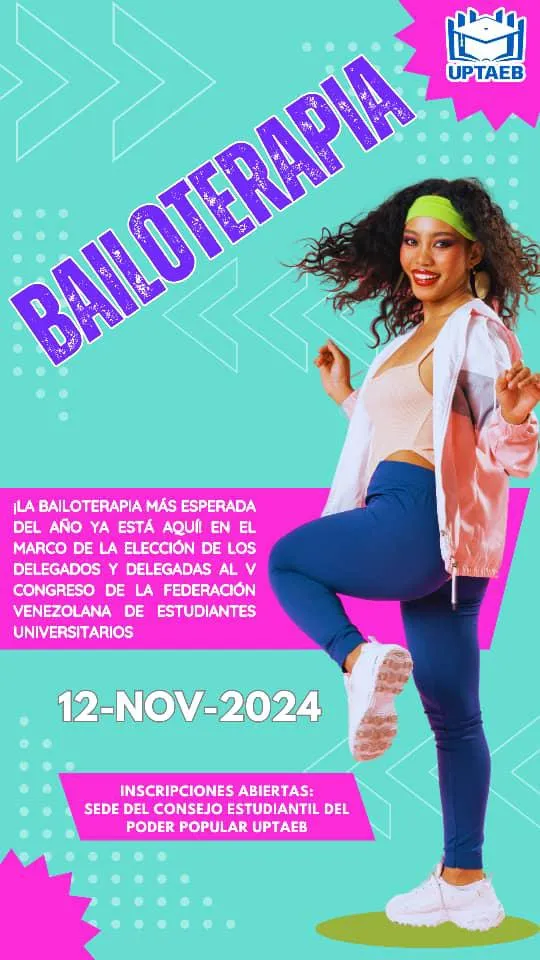 UPTAEB
BAILOTERAPIA
¡LA BAILOTERAPIA MÁS ESPERADA
DEL AÑO YA ESTÁ AQUÍ! EN EL
MARCO DE LA ELECCIÓN DE LOS
DELEGADOS Y DELEGADAS AL V
CONGRESO DE LA FEDERACIÓN
VENEZOLANA DE ESTUDIANTES
UNIVERSITARIOS
12-NOV-2024
INSCRIPCIONES ABIERTAS:
SEDE DEL CONSEJO ESTUDIANTIL DEL
PODER POPULAR UPTAEB